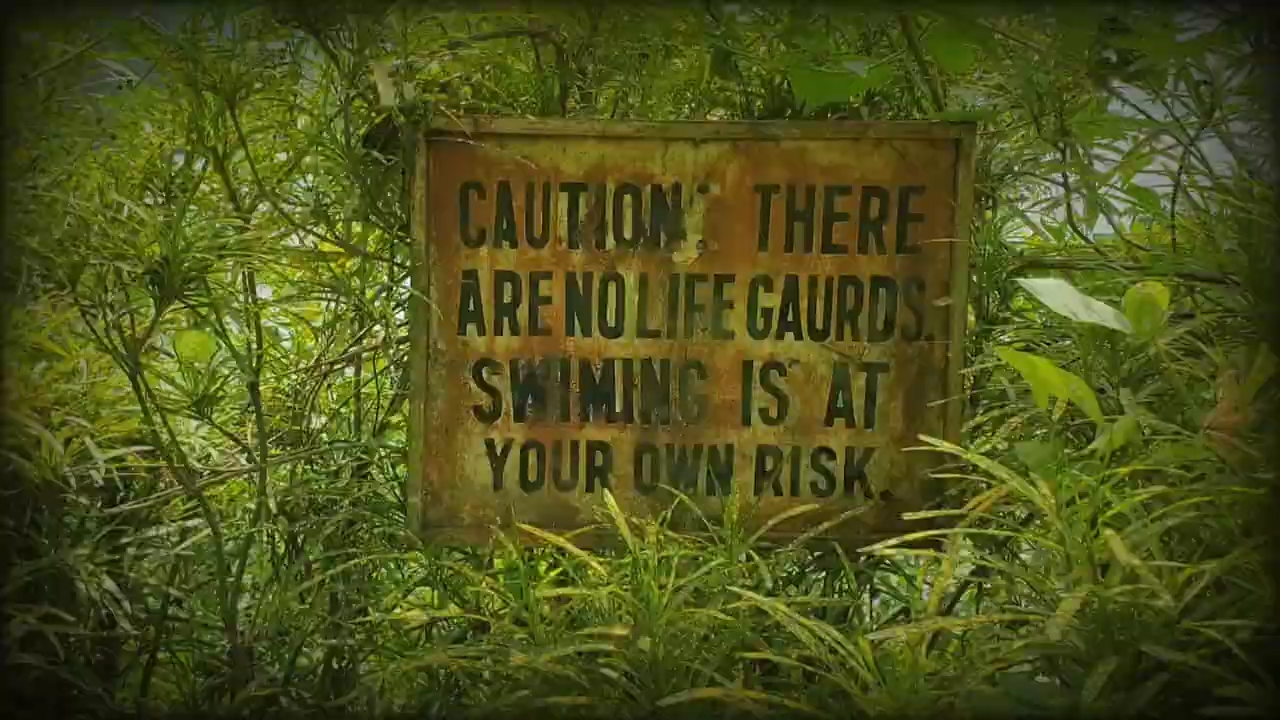 CAUTION: THERE
ARE NO LIFE GAURDS.
SWIMING IS AT
YOUR OWN RISK.